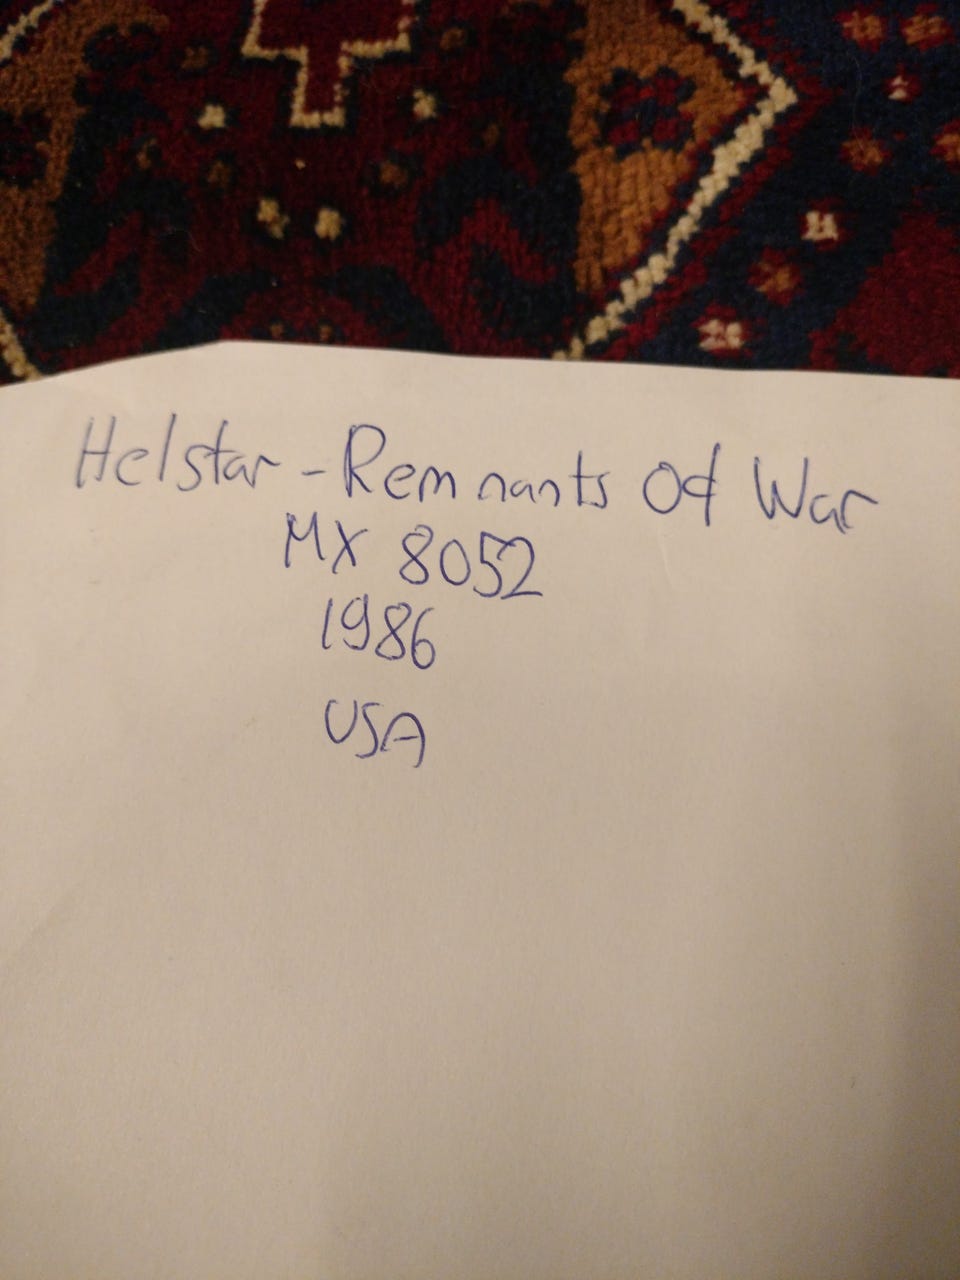 Helstar - Remnants Of War
MX 8052
1986
USA